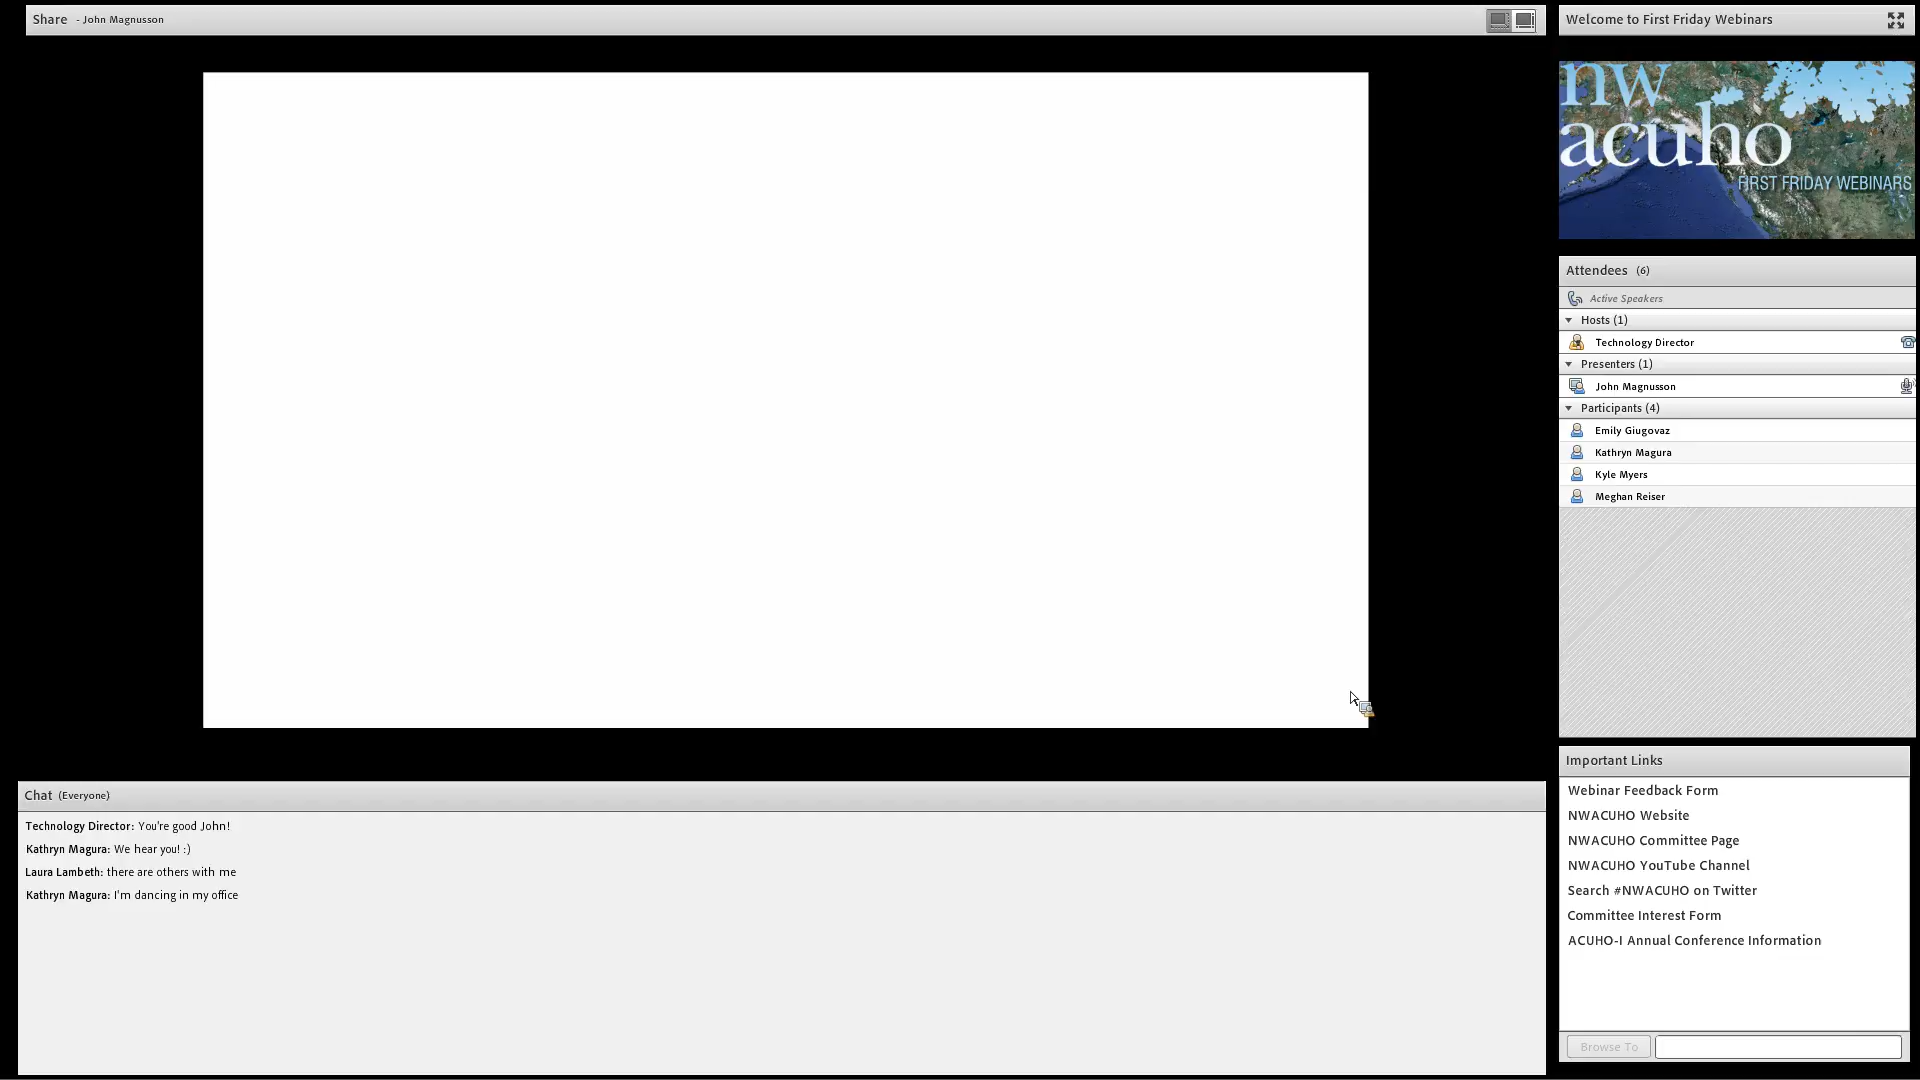 Share - John Magnusson
Welcome to First Friday Webinars
nw
acuho
FIRST FRIDAY WEBINARS
Attendees (6)
Active Speakers
Hosts (1)
Technology Director
Presenters (1)
John Magnusson
Participants (4)
Emily Giugovaz
Kathryn Magura
Kyle Myers
Meghan Reiser
Chat (Everyone)
Technology Director: You're good John!
Kathryn Magura: We hear you! :)
Laura Lambeth: there are others with me
Kathryn Magura: I'm dancing in my office
Important Links
Webinar Feedback Form
NWACUHO Website
NWACUHO Committee Page
NWACUHO YouTube Channel
Search #NWACUHO on Twitter
Committee Interest Form
ACUHO-I Annual Conference Information
Browse To